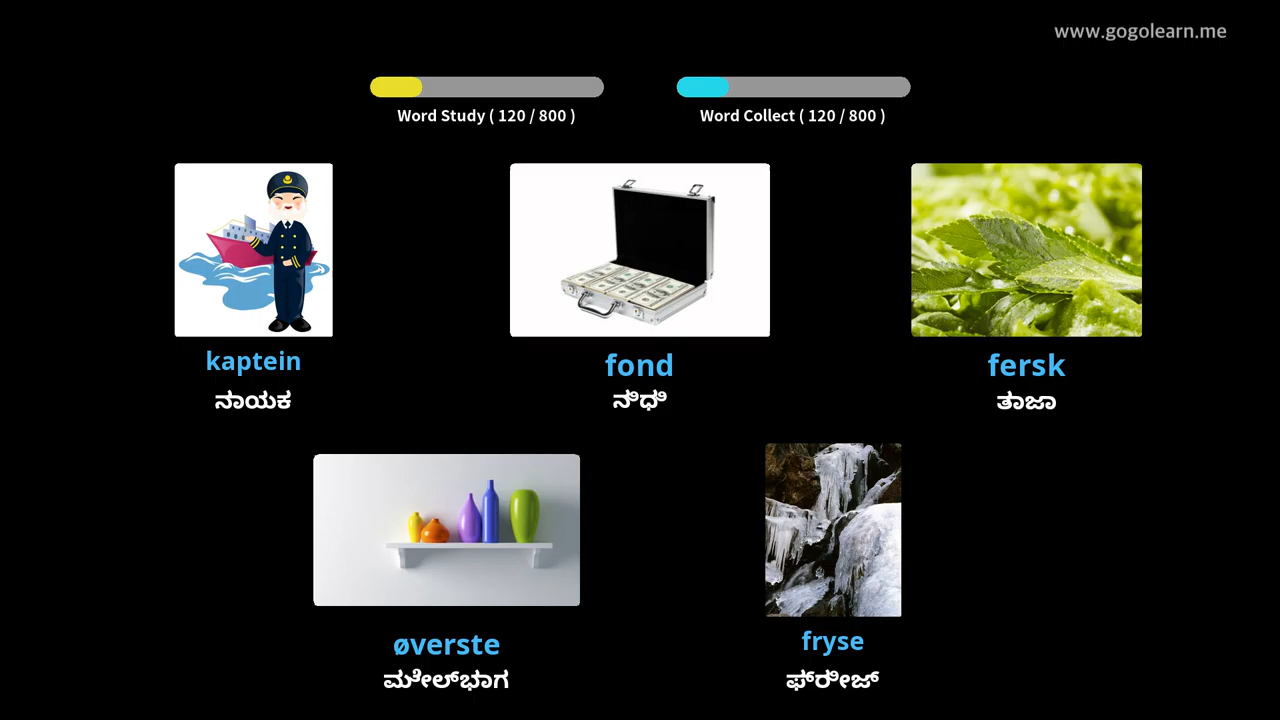 www.gogolearn.me
Word Study ( 120 / 800 )
Word Collect ( 120 / 800 )
kaptein
ನಾಯಕ
fond
ನಿಧಿ
fersk
ತಾಜಾ
øverste
ಮೇಲ್ಭಾಗ
fryse
ಫ್ರೀಜ್